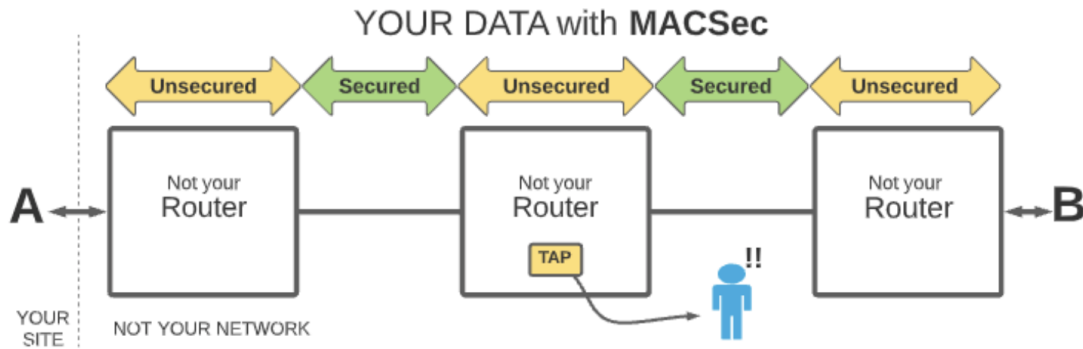 YOUR DATA with MACSec
Unsecured
Secured
Unsecured
Secured
Unsecured
A
Not your
Router
Not your
Router
Not your
Router
B
TAP
!!
YOUR
SITE
NOT YOUR NETWORK